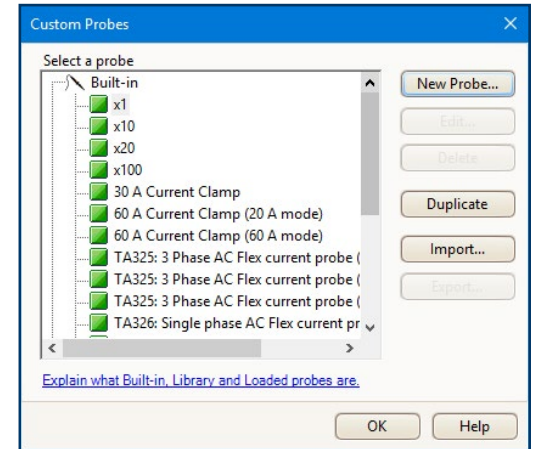 Custom Probes
Select a probe
Built-in
x1
x10
x20
x100
30 A Current Clamp
60 A Current Clamp (20 A mode)
60 A Current Clamp (60 A mode)
TA325: 3 Phase AC Flex current probe (
TA325: 3 Phase AC Flex current probe (
TA325: 3 Phase AC Flex current probe (
TA326: Single phase AC Flex current pr
New Probe...
Edit...
Delete
Duplicate
Import...
Export...
Explain what Built-in, Library and Loaded probes are.
OK
Help